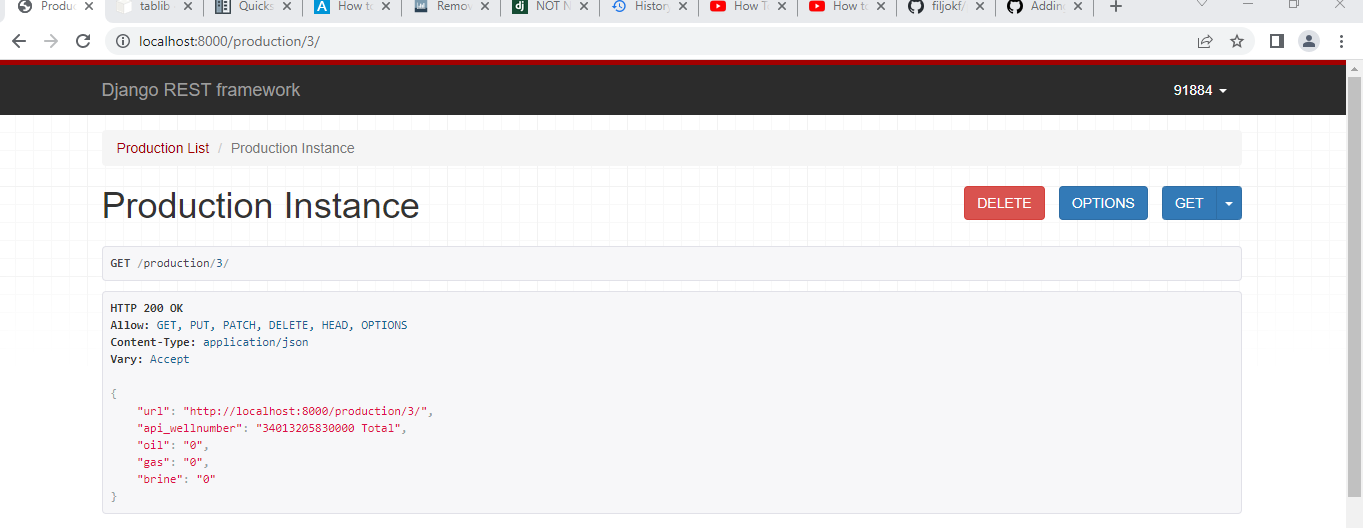 Produc tablib Quicks How to Remov NOT N History How To How to filjokf/ Adding
localhost:8000/production/3/
Django REST framework 91884
Production List / Production Instance
Production Instance DELETE OPTIONS GET
GET /production/3/
HTTP 200 OK
Allow: GET, PUT, PATCH, DELETE, HEAD, OPTIONS
Content-Type: application/json
Vary: Accept
{
"url": "http://localhost:8000/production/3/",
"api_wellnumber": "34013205830000 Total",
"oil": "0",
"gas": "0",
"brine": "0"
}